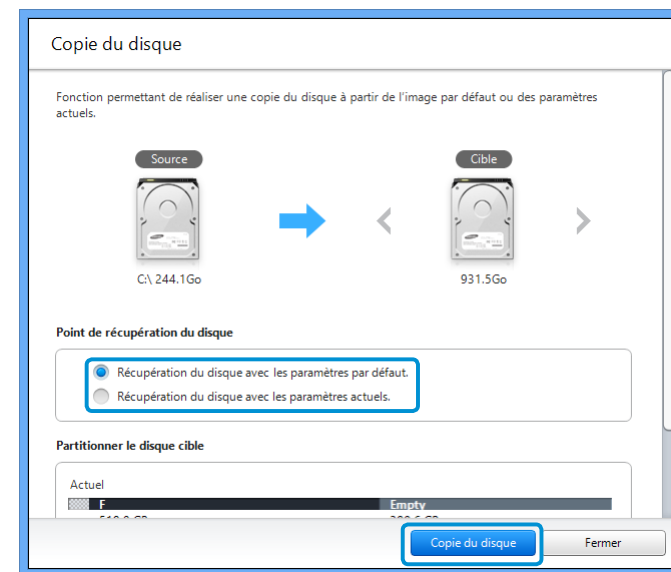 Copie du disque
Fonction permettant de réaliser une copie du disque à partir de l'image par défaut ou des paramètres
actuels.
Source
Cible
C:\ 244.1Go
931.5Go
Point de récupération du disque
Récupération du disque avec les paramètres par défaut.
Récupération du disque avec les paramètres actuels.
Partitionner le disque cible
Actuel
F
Empty
Copie du disque
Fermer